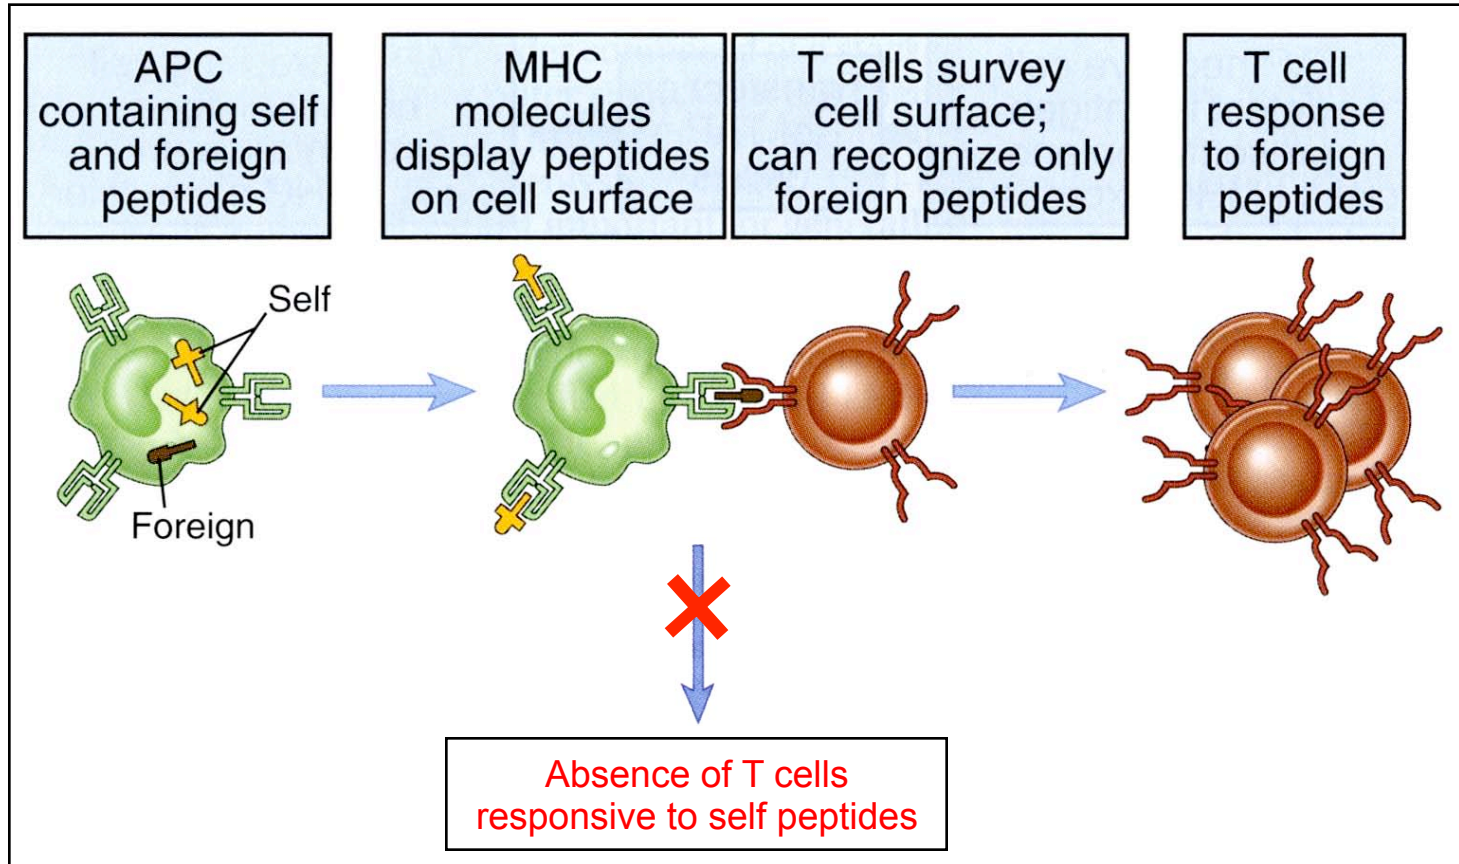 APC
containing self
and foreign
peptides
MHC
molecules
display peptides
on cell surface
T cells survey
cell surface;
can recognize only
foreign peptides
T cell
response
to foreign
peptides
Self
Foreign
Absence of T cells
responsive to self peptides